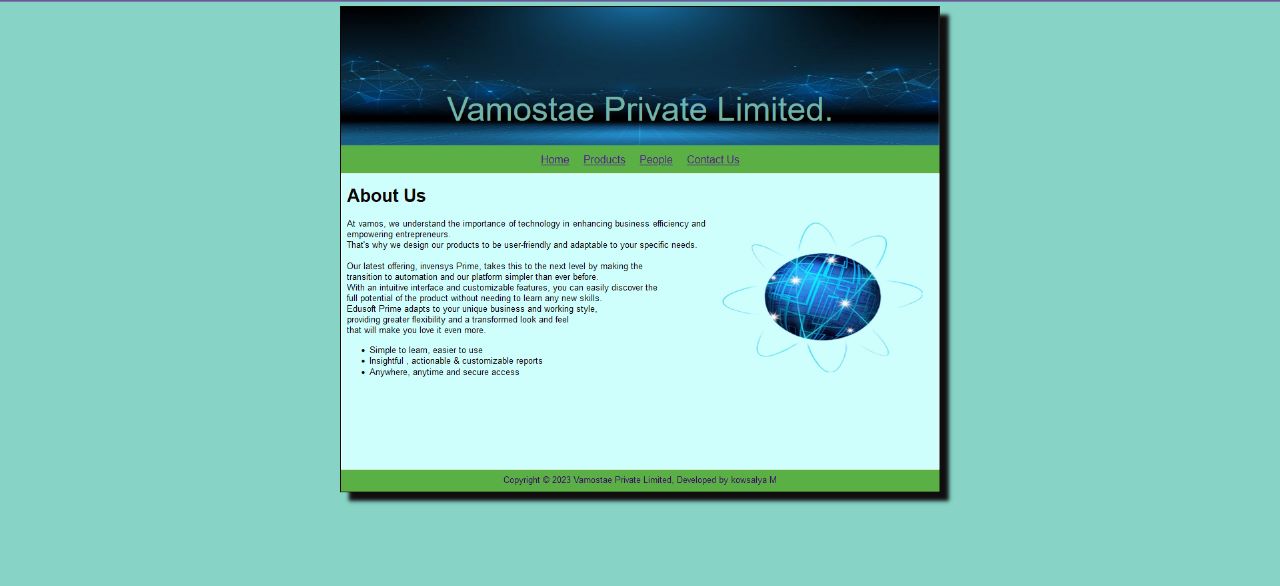 Vamostae Private Limited.
Home Products People Contact Us
About Us
At vamos, we understand the importance of technology in enhancing business efficiency and
empowering entrepreneurs.
That's why we design our products to be user-friendly and adaptable to your specific needs.
Our latest offering, invensys Prime, takes this to the next level by making the
transition to automation and our platform simpler than ever before.
With an intuitive interface and customizable features, you can easily discover the
full potential of the product without needing to learn any new skills.
Edusoft Prime adapts to your unique business and working style,
providing greater flexibility and a transformed look and feel
that will make you love it even more.
• Simple to learn, easier to use
• Insightful , actionable & customizable reports
• Anywhere, anytime and secure access
Copyright © 2023 Vamostae Private Limited, Developed by kowsalya M